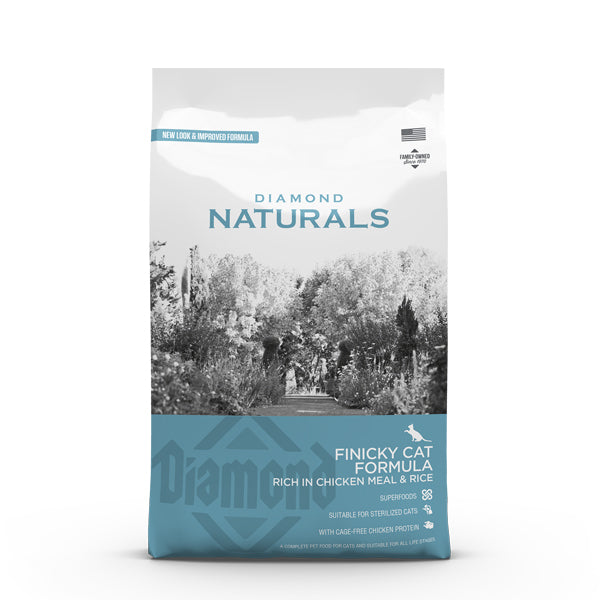 NEW LOOK & IMPROVED FORMULA
FAMILY-OWNED
Since 1970
DIAMOND
NATURALS
Diamond
FINICKY CAT
FORMULA
RICH IN CHICKEN MEAL & RICE
SUPERFOODS
SUITABLE FOR STERILIZED CATS
WITH CAGE-FREE CHICKEN PROTEIN
A COMPLETE PET FOOD FOR CATS AND SUITABLE FOR ALL LIFE STAGES